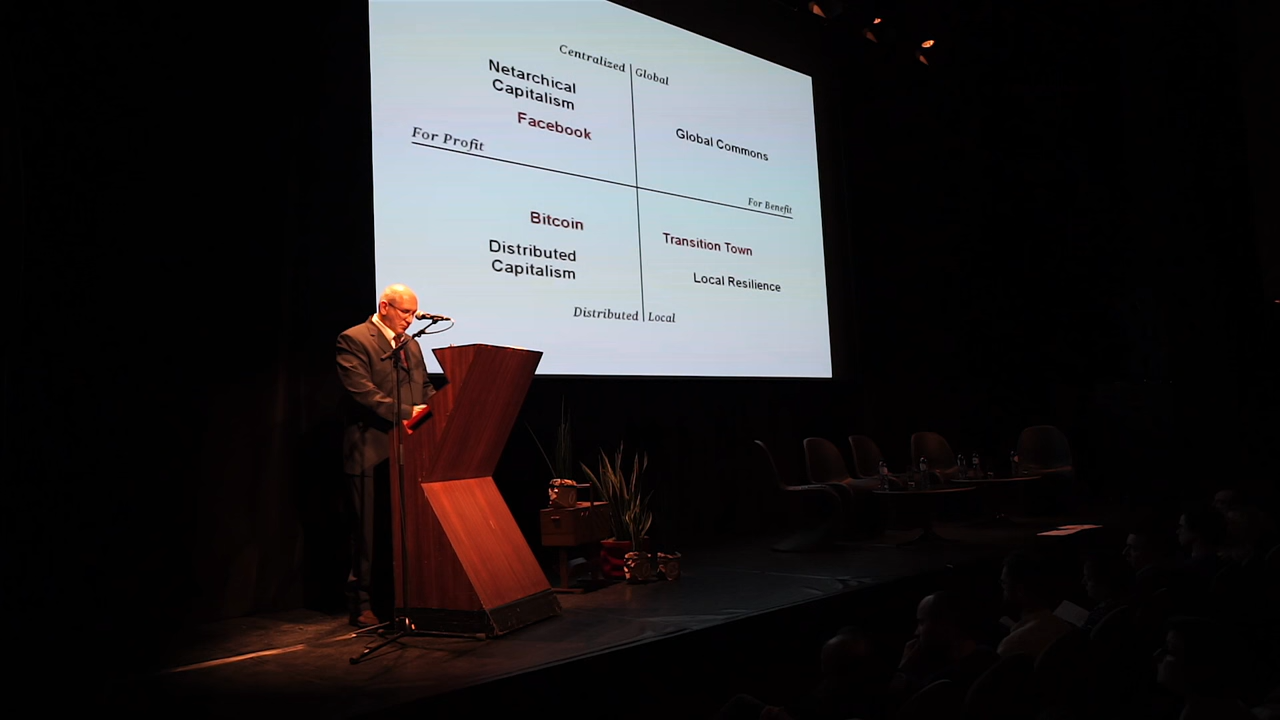 Centralized Global
Netarchical
Capitalism
Facebook
Global Commons
For Profit
For Benefit
Bitcoin
Transition Town
Distributed
Capitalism
Local Resilience
Distributed Local